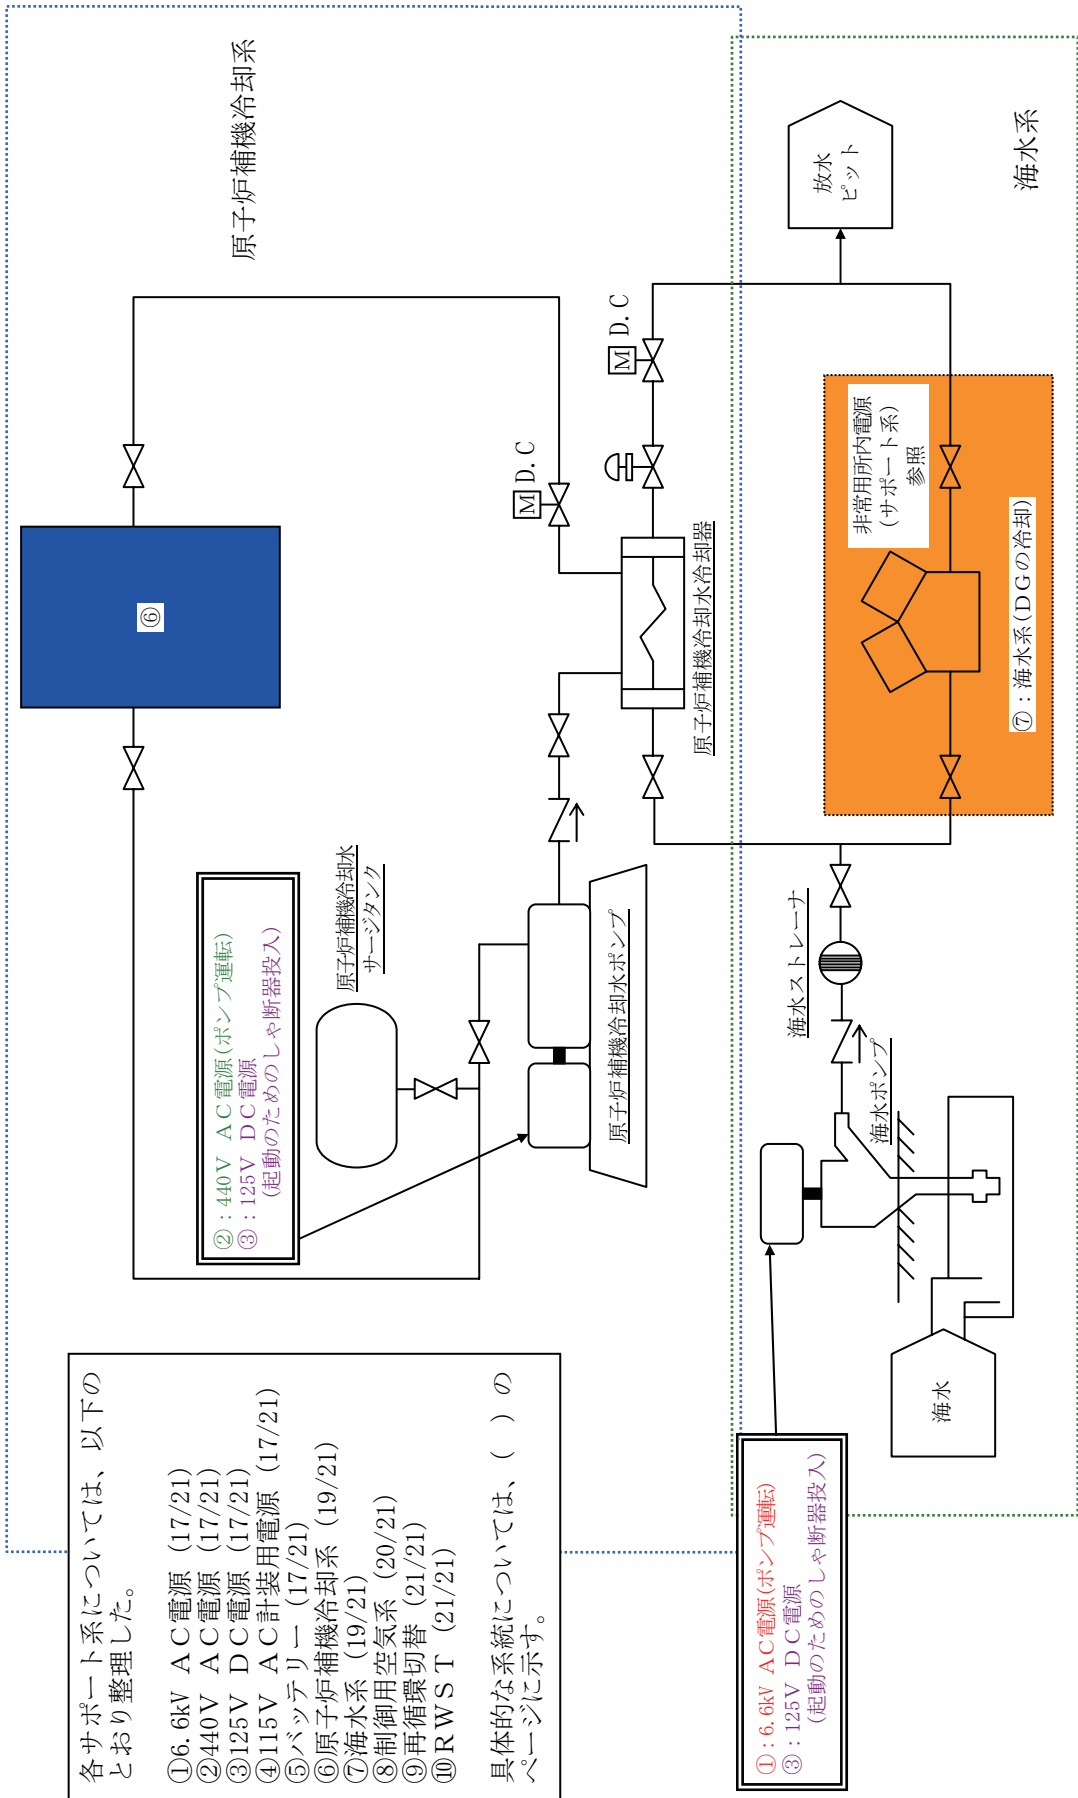 各サポート系については、以下の
とおり整理した。
①6.6kV AC電源 (17/21)
②440V AC電源 (17/21)
③125V DC電源 (17/21)
④115V AC計装用電源 (17/21)
⑤バッテリー (17/21)
⑥原子炉補機冷却系 (19/21)
⑦海水系 (19/21)
⑧制御用空気系 (20/21)
⑨再循環切替 (21/21)
⑩RWST (21/21)
具体的な系統については、( )の
ページに示す。
②:440V AC電源(ポンプ運転)
③:125V DC電源
(起動のためのしゃ断器投入)
原子炉補機冷却水
サージタンク
原子炉補機冷却水ポンプ
⑥
原子炉補機冷却系
M D.C
M D.C
原子炉補機冷却水冷却器
①:6.6kV AC電源(ポンプ運転)
③:125V DC電源
(起動のためのしゃ断器投入)
海水
海水ポンプ
海水ストレーナ
非常用所内電源
(サポート系)
参照
⑦:海水系(DGの冷却)
放水
ピット
海水系